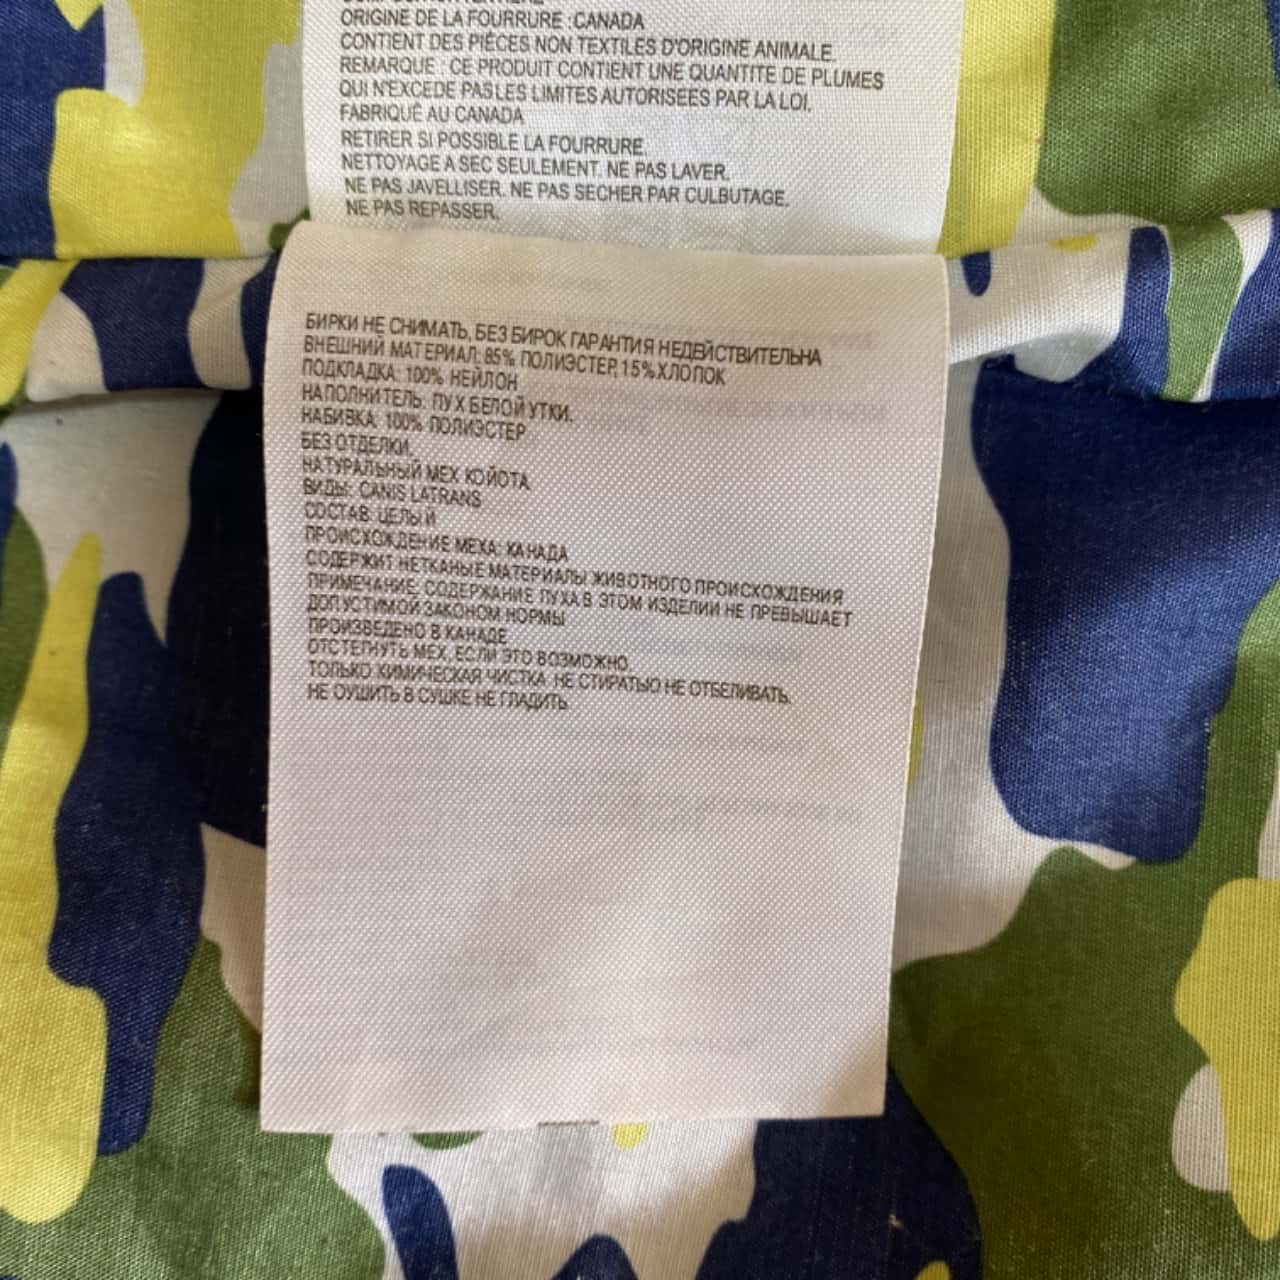 ORIGINE DE LA FOURRURE : CANADA
CONTIENT DES PIÈCES NON TEXTILES D'ORIGINE ANIMALE.
REMARQUE : CE PRODUIT CONTIENT UNE QUANTITE DE PLUMES
QUI N'EXCEDE PAS LES LIMITES AUTORISEES PAR LA LOI.
FABRIQUÉ AU CANADA
RETIRER SI POSSIBLE LA FOURRURE.
NETTOYAGE A SEC SEULEMENT. NE PAS LAVER.
NE PAS JAVELLISER. NE PAS SECHER PAR CULBUTAGE.
NE PAS REPASSER.
БИРКИ НЕ СНИМАТЬ, БЕЗ БИРОК ГАРАНТИЯ НЕДЕЙСТВИТЕЛЬНА
ВНЕШНИЙ МАТЕРИАЛ: 85% ПОЛИЭСТЕР, 15% ХЛОПОК
ПОДКЛАДКА: 100% НЕЙЛОН
НАПОЛНИТЕЛЬ: ПУХ БЕЛОЙ УТКИ.
НАБИВКА: 100% ПОЛИЭСТЕР
БЕЗ ОТДЕЛКИ.
НАТУРАЛЬНЫЙ МЕХ КОЙОТА
ВИДЫ: CANIS LATRANS
СОСТАВ: ЦЕЛЫЙ
ПРОИСХОЖДЕНИЕ МЕХА: КАНАДА
СОДЕРЖИТ НЕТКАНЫЕ МАТЕРИАЛЫ ЖИВОТНОГО ПРОИСХОЖДЕНИЯ
ПРИМЕЧАНИЕ: СОДЕРЖАНИЕ ПУХА В ЭТОМ ИЗДЕЛИИ НЕ ПРЕВЫШАЕТ
ДОПУСТИМОЙ ЗАКОНОМ НОРМЫ
ПРОИЗВЕДЕНО В КАНАДЕ
ОТСТЕГНУТЬ МЕХ, ЕСЛИ ЭТО ВОЗМОЖНО.
ТОЛЬКО ХИМИЧЕСКАЯ ЧИСТКА. НЕ СТИРАТЬЮ НЕ ОТБЕЛИВАТЬ.
НЕ ОУШИТЬ В СУШКЕ НЕ ГЛАДИТЬ